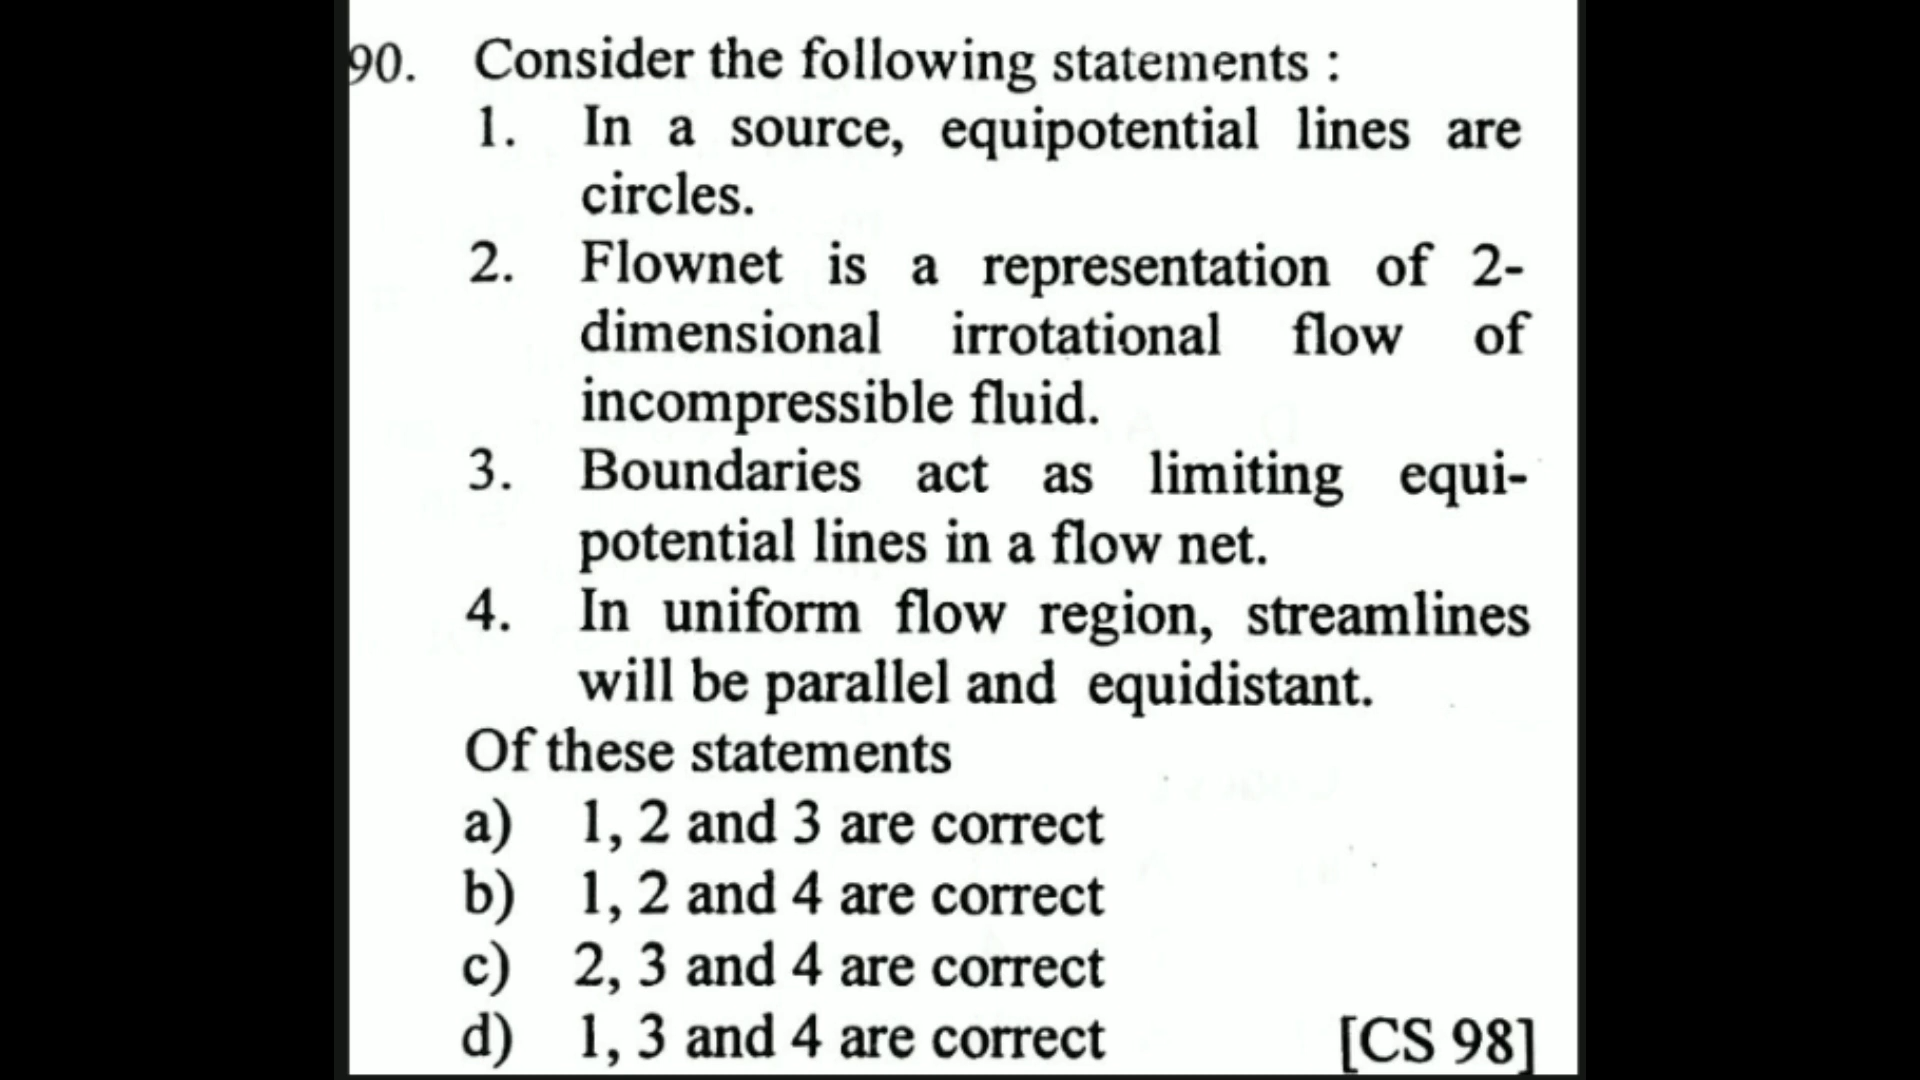 90. Consider the following statements :
1. In a source, equipotential lines are
circles.
2. Flownet is a representation of 2-
dimensional irrotational flow of
incompressible fluid.
3. Boundaries act as limiting equi-
potential lines in a flow net.
4. In uniform flow region, streamlines
will be parallel and equidistant.
Of these statements
a) 1, 2 and 3 are correct
b) 1, 2 and 4 are correct
c) 2, 3 and 4 are correct
d) 1, 3 and 4 are correct [CS 98]